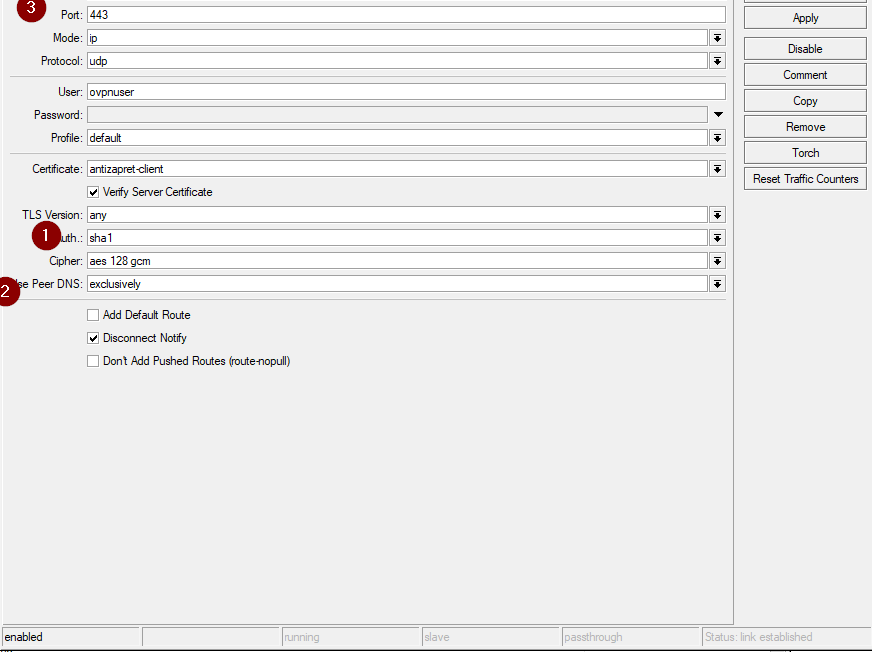 3
Port: 443
Apply
Mode: ip
Protocol: udp
Disable
Comment
User: ovpnuser
Copy
Password:
Remove
Profile: default
Torch
Certificate: antizapret-client
Reset Traffic Counters
Verify Server Certificate
TLS Version: any
1 uth.: sha1
Cipher: aes 128 gcm
2 se Peer DNS: exclusively
Add Default Route
Disconnect Notify
Don't Add Pushed Routes (route-nopull)
enabled running slave passthrough Status: link established